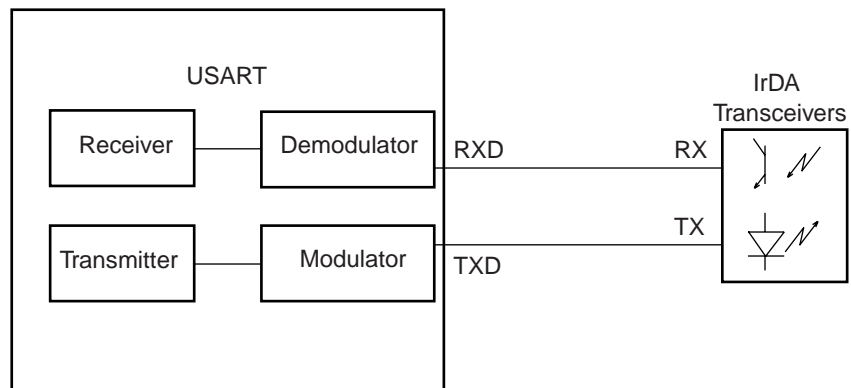 USART
IrDA
Transceivers
Receiver
Demodulator
RXD
RX
Transmitter
Modulator
TXD
TX